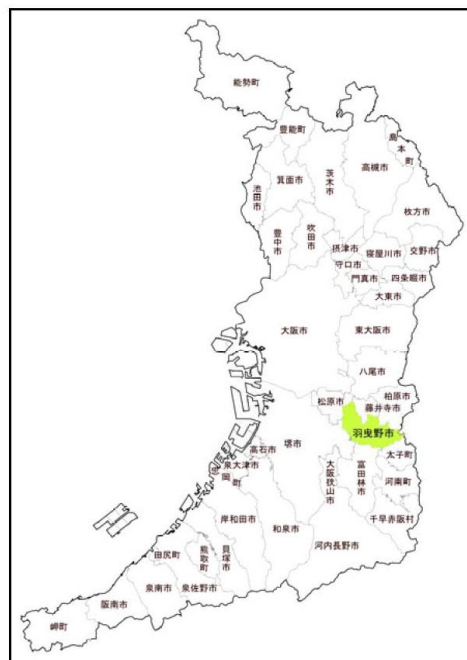 能勢町
豊能町
島本町
高槻市
茨木市
箕面市
池田市
枚方市
吹田市
豊中市
摂津市
寝屋川市
交野市
守口市
門真市
四条畷市
大東市
大阪市
東大阪市
八尾市
柏原市
松原市
藤井寺市
羽曳野市
太子町
堺市
高石市
泉大津市
忠岡町
大阪狭山市
富田林市
河南町
千早赤阪村
岸和田市
和泉市
河内長野市
貝塚市
熊取町
田尻町
泉佐野市
泉南市
阪南市
岬町